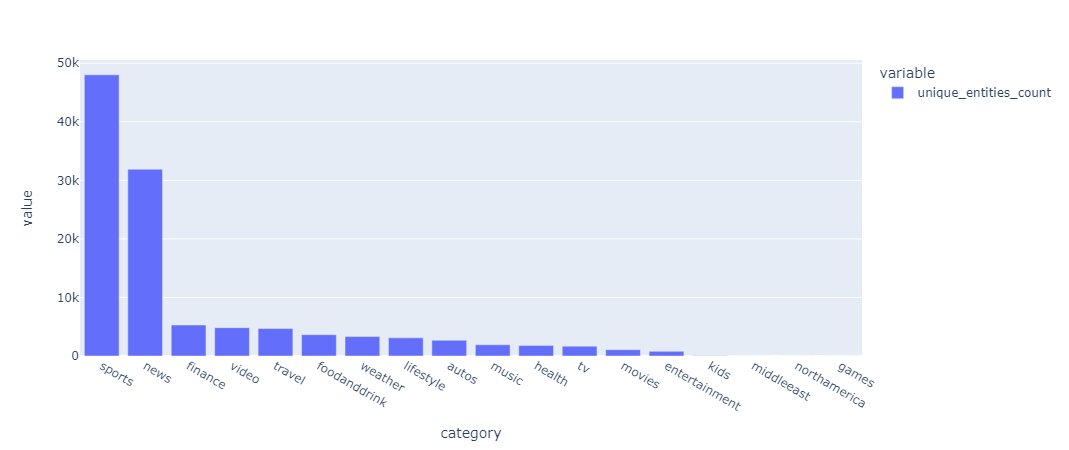 variable
unique_entities_count
50k
40k
30k
20k
10k
0
value
sports
news
finance
video
travel
foodanddrink
weather
lifestyle
autos
music
health
tv
movies
entertainment
kids
middleeast
northamerica
games
category